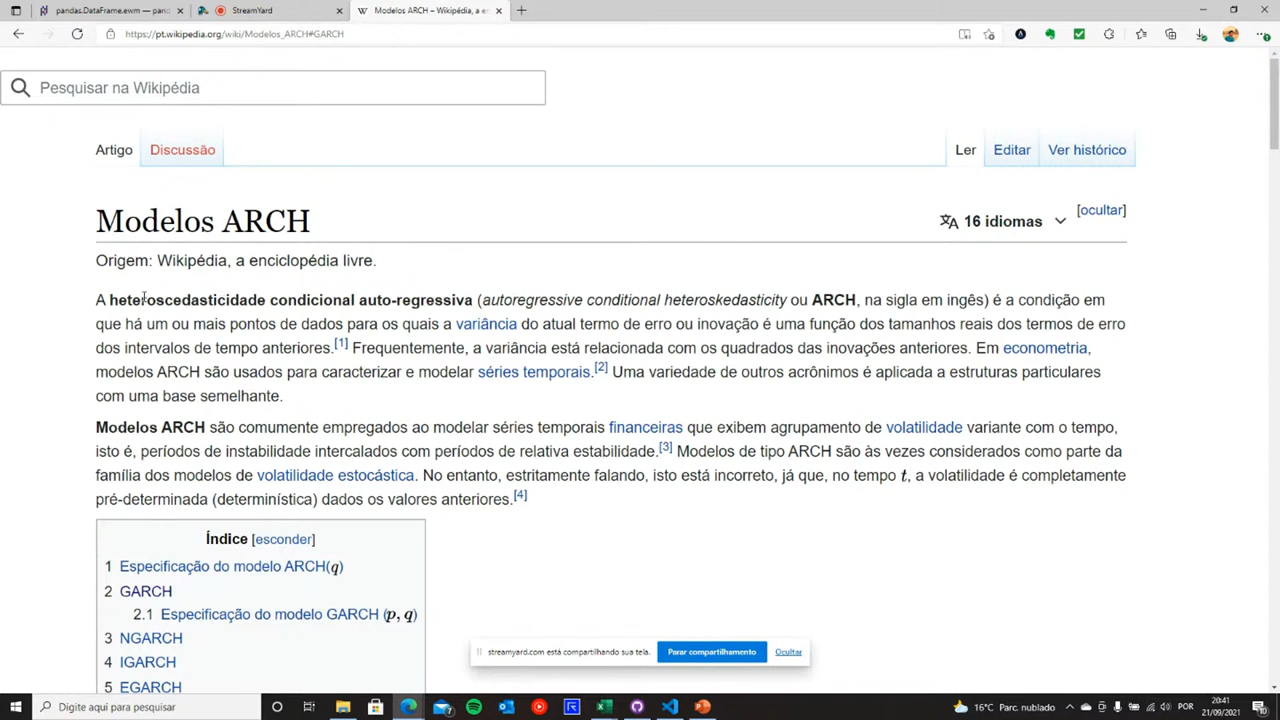 pandas.DataFrame.ewm — pand
StreamYard
Modelos ARCH – Wikipédia, a e
https://pt.wikipedia.org/wiki/Modelos_ARCH#GARCH
Pesquisar na Wikipédia
Artigo Discussão Ler Editar Ver histórico
Modelos ARCH 16 idiomas [ocultar]
Origem: Wikipédia, a enciclopédia livre.
A heteroscedasticidade condicional auto-regressiva (autoregressive conditional heteroskedasticity ou ARCH, na sigla em ingês) é a condição em
que há um ou mais pontos de dados para os quais a variância do atual termo de erro ou inovação é uma função dos tamanhos reais dos termos de erro
dos intervalos de tempo anteriores.[1] Frequentemente, a variância está relacionada com os quadrados das inovações anteriores. Em econometria,
modelos ARCH são usados para caracterizar e modelar séries temporais.[2] Uma variedade de outros acrônimos é aplicada a estruturas particulares
com uma base semelhante.
Modelos ARCH são comumente empregados ao modelar séries temporais financeiras que exibem agrupamento de volatilidade variante com o tempo,
isto é, períodos de instabilidade intercalados com períodos de relativa estabilidade.[3] Modelos de tipo ARCH são às vezes considerados como parte da
família dos modelos de volatilidade estocástica. No entanto, estritamente falando, isto está incorreto, já que, no tempo t, a volatilidade é completamente
pré-determinada (determinística) dados os valores anteriores.[4]
Índice [esconder]
1 Especificação do modelo ARCH(q)
2 GARCH
2.1 Especificação do modelo GARCH (p, q)
3 NGARCH
4 IGARCH
5 EGARCH
streamyard.com está compartilhando sua tela. Parar compartilhamento Ocultar
Digite aqui para pesquisar
16°C Parc. nublado
POR
20:41
21/09/2021